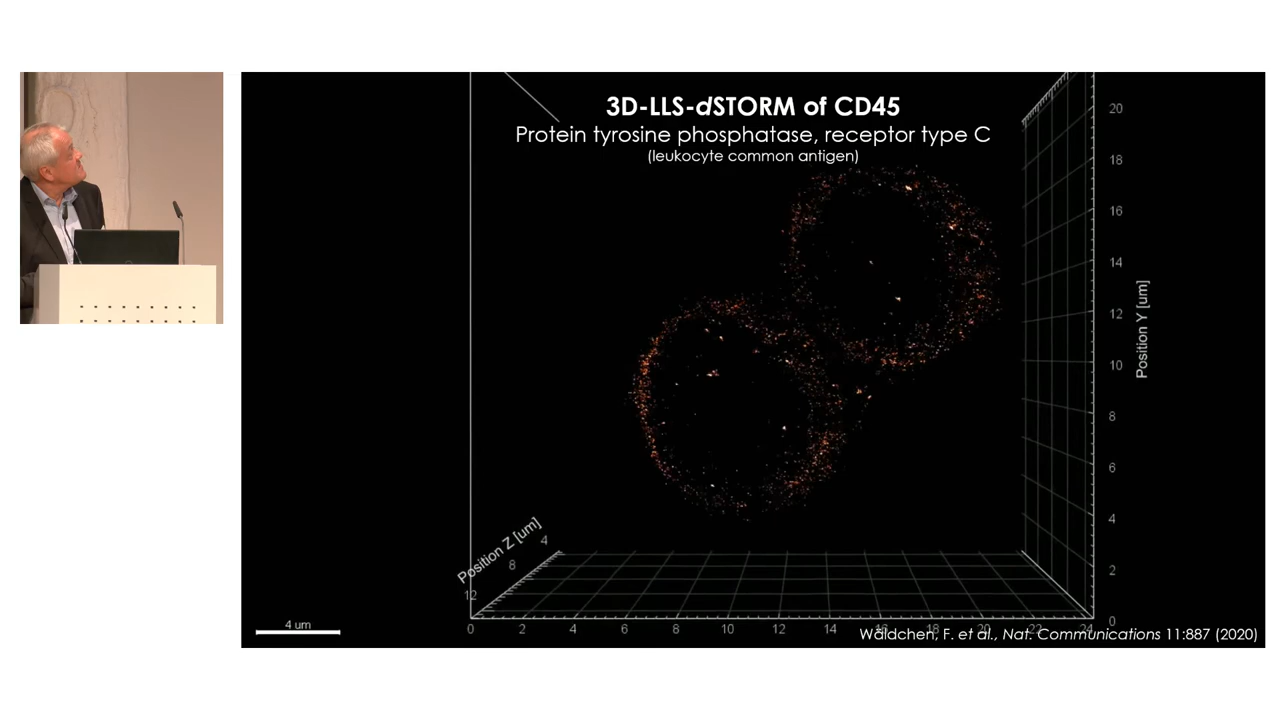 3D-LLS-dSTORM of CD45
Protein tyrosine phosphatase, receptor type C
(leukocyte common antigen)
20
18
16
14
12
10
8
6
4
2
0
Position Y [um]
Position Z [um]
4
8
12
0 2 4 6 8 10 12 14 16 18 20 22 24
4 um
Wäldchen, F. et al., Nat. Communications 11:887 (2020)